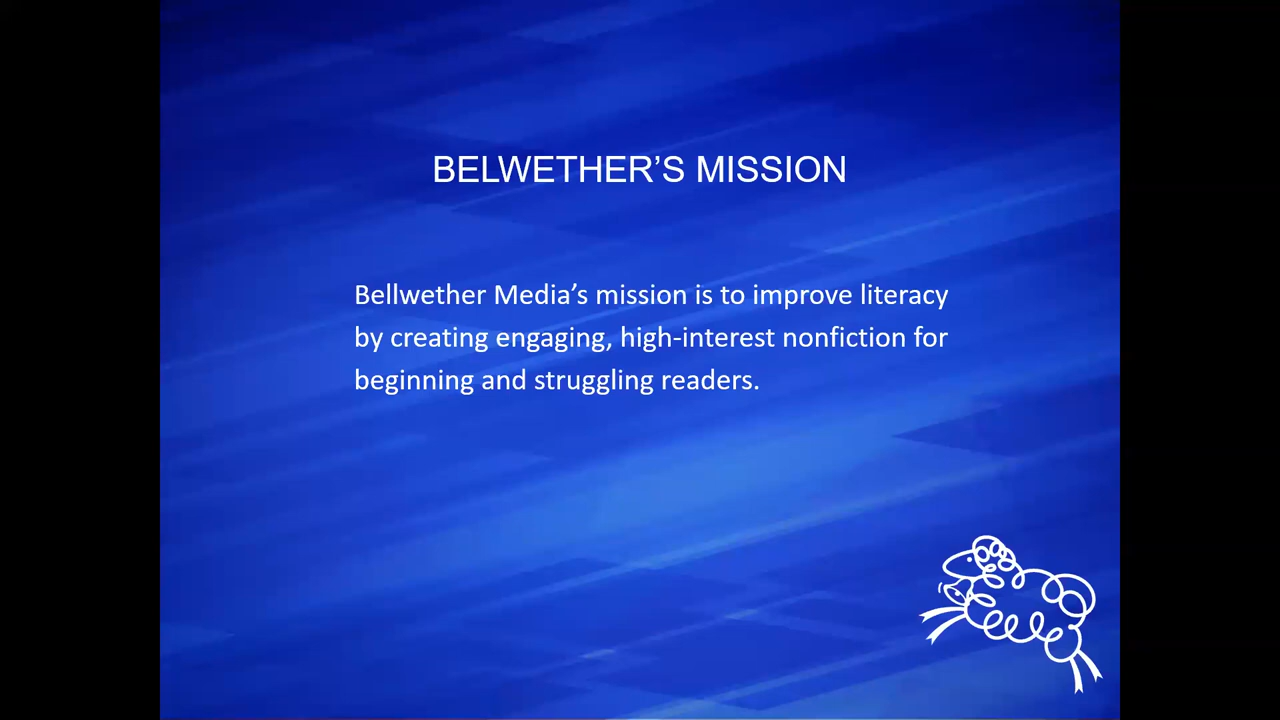 BELWETHER’S MISSION
Bellwether Media’s mission is to improve literacy
by creating engaging, high-interest nonfiction for
beginning and struggling readers.